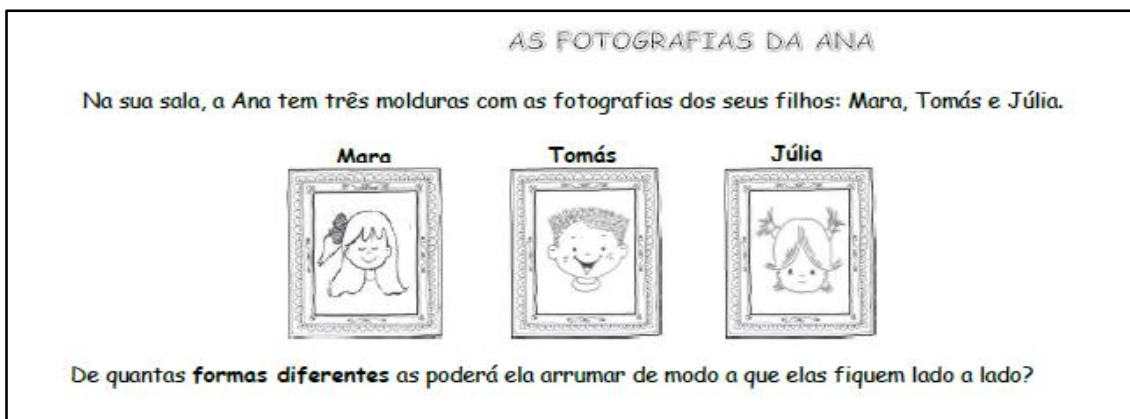 AS FOTOGRAFIAS DA ANA
Na sua sala, a Ana tem três molduras com as fotografias dos seus filhos: Mara, Tomás e Júlia.
Mara Tomás Júlia
De quantas formas diferentes as poderá ela arrumar de modo a que elas fiquem lado a lado?